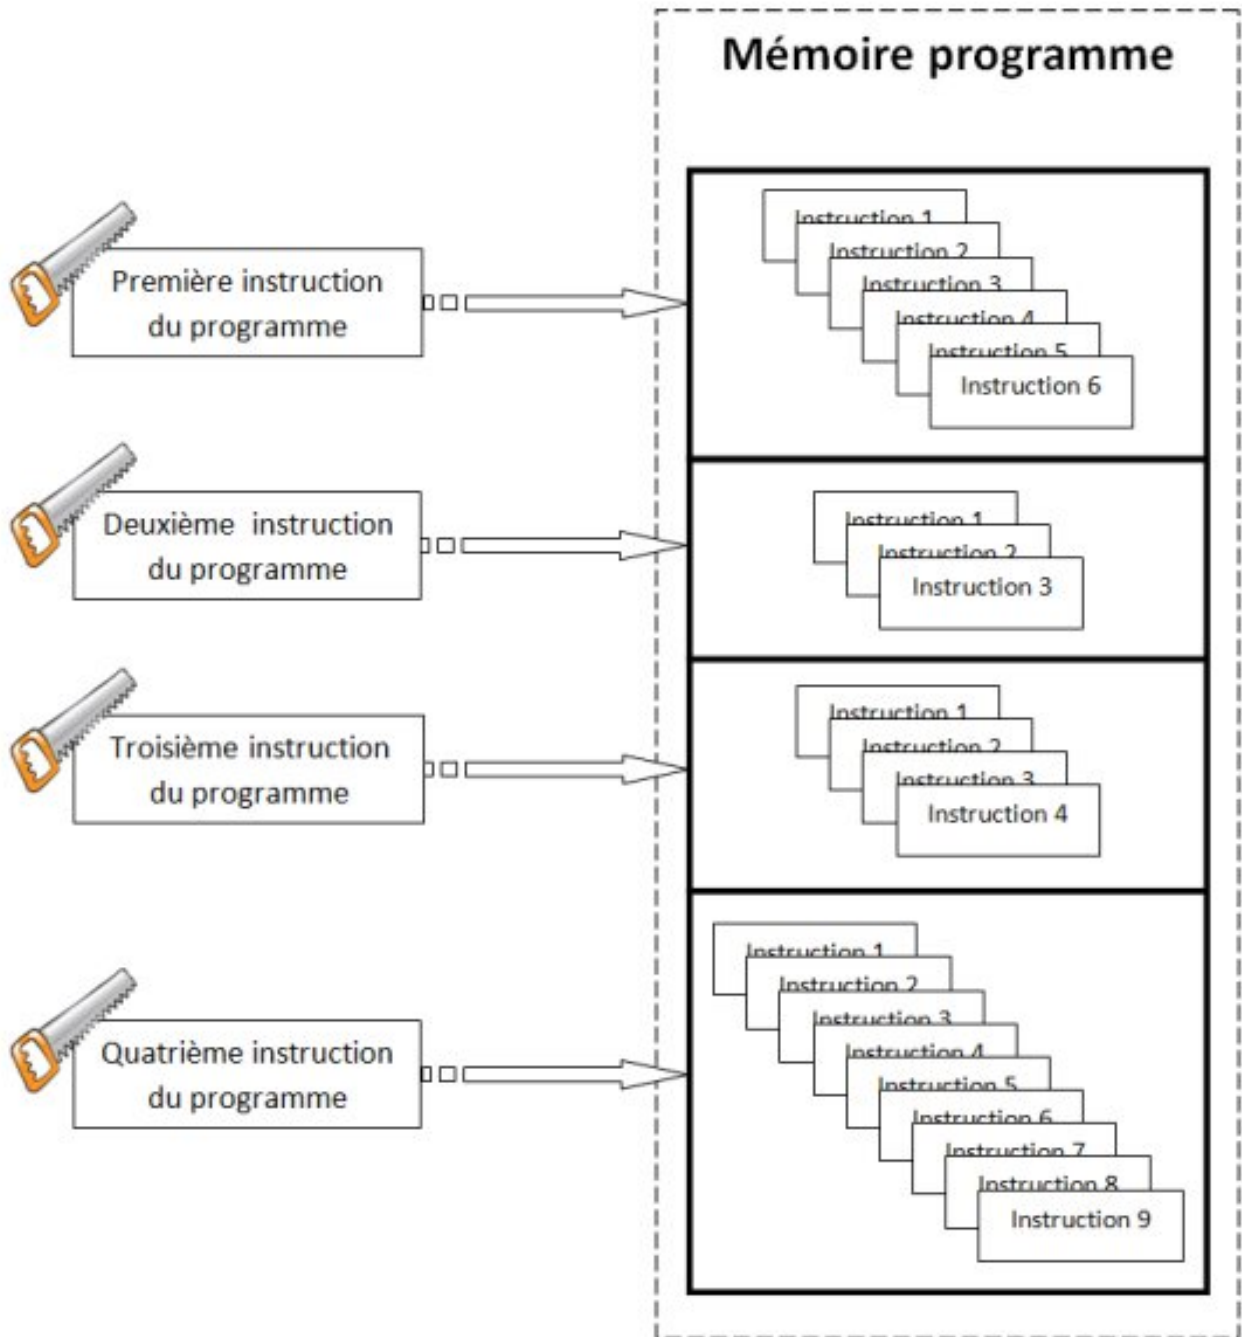 Mémoire programme
Première instruction
du programme
Instruction 1
Instruction 2
Instruction 3
Instruction 4
Instruction 5
Instruction 6
Deuxième instruction
du programme
Instruction 1
Instruction 2
Instruction 3
Troisième instruction
du programme
Instruction 1
Instruction 2
Instruction 3
Instruction 4
Quatrième instruction
du programme
Instruction 1
Instruction 2
Instruction 3
Instruction 4
Instruction 5
Instruction 6
Instruction 7
Instruction 8
Instruction 9